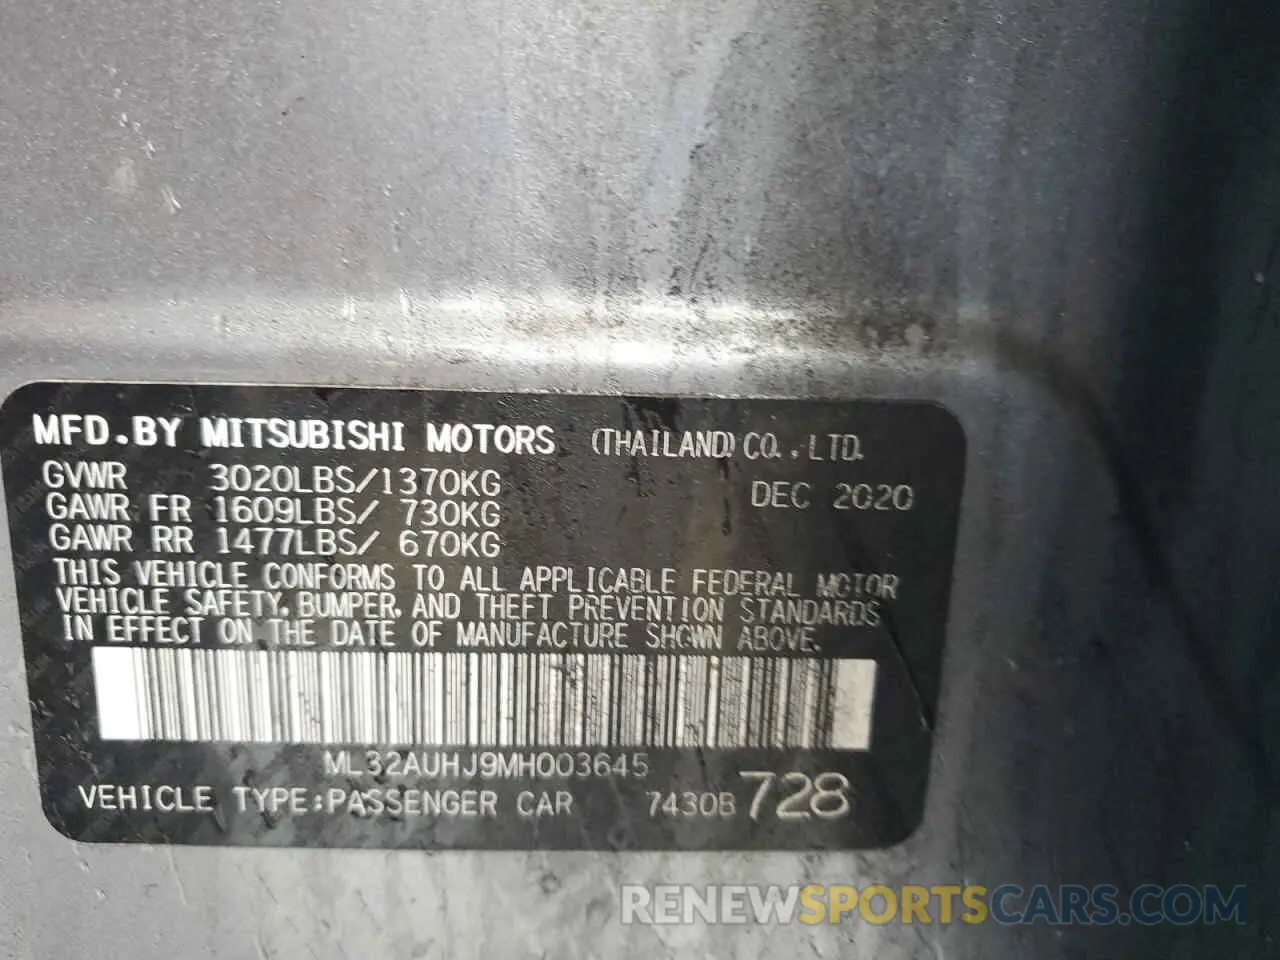 MFD.BY MITSUBISHI MOTORS (THAILAND) CO.,LTD.
GVWR 3020LBS/1370KG DEC 2020
GAWR FR 1609LBS/ 730KG
GAWR RR 1477LBS/ 670KG
THIS VEHICLE CONFORMS TO ALL APPLICABLE FEDERAL MOTOR
VEHICLE SAFETY, BUMPER, AND THEFT PREVENTION STANDARDS
IN EFFECT ON THE DATE OF MANUFACTURE SHOWN ABOVE.
ML32AUHJ9MH003645
VEHICLE TYPE:PASSENGER CAR 7430B 728
RENEWSPORTSCARS.COM